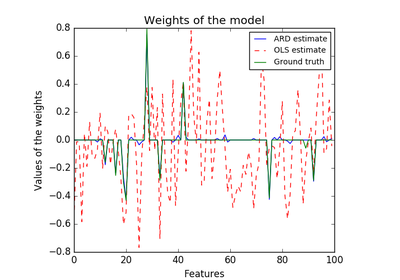 Weights of the model
ARD estimate
OLS estimate
Ground truth
Values of the weights
0.8
0.6
0.4
0.2
0.0
−0.2
−0.4
−0.6
−0.8
0 20 40 60 80 100
Features